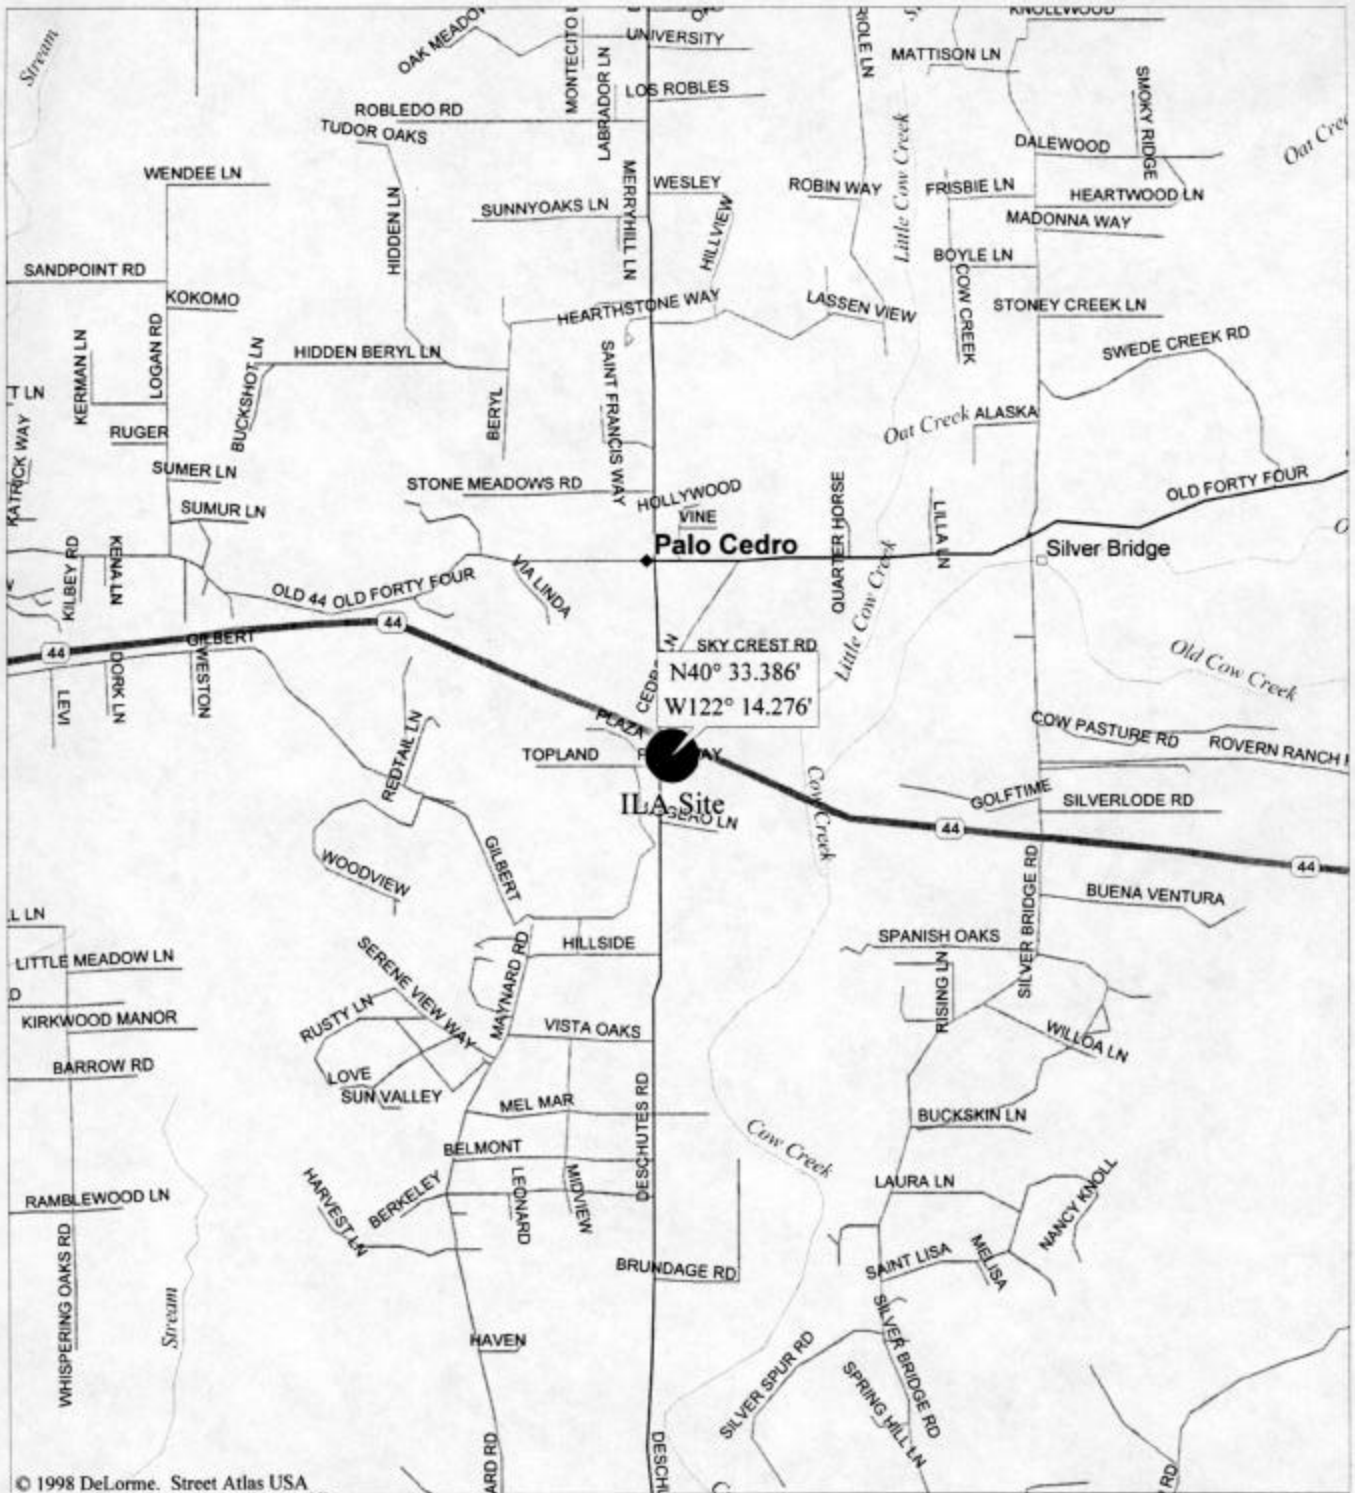 KNOLLWOOD
OAK MEADO
MONTECITO
UNIVERSITY
MATTISON LN
Stream
LABRADOR LN
LOS ROBLES
SMOKY RIDGE
ROBLEDO RD
TUDOR OAKS
Little Cow Creek
DALEWOOD
Oat Cree
WENDEE LN
MERRYHILL LN
WESLEY
ROBIN WAY
FRISBIE LN
HEARTWOOD LN
SUNNYOAKS LN
HILLVIEW
MADONNA WAY
HIDDEN LN
BOYLE LN
SANDPOINT RD
COW CREEK
KOKOMO
HEARTHSTONE WAY
LASSEN VIEW
STONEY CREEK LN
LOGAN RD
KERMAN LN
BUCKSHOT LN
HIDDEN BERYL LN
SAINT FRANCIS WAY
SWEDE CREEK RD
T LN
BERYL
Oat Creek
ALASKA
KATRICK WAY
RUGER
SUMER LN
STONE MEADOWS RD
HOLLYWOOD
OLD FORTY FOUR
SUMUR LN
VINE
QUARTER HORSE
LILLA LN
Palo Cedro
Silver Bridge
KILBEY RD
KENA LN
VIA LINDA
OLD 44 OLD FORTY FOUR
Little Cow Creek
44
44
GILBERT
SKY CREST RD
N40° 33.386'
W122° 14.276'
Old Cow Creek
LEVI
DORK LN
WESTON
PLAZA
COW PASTURE RD
ROVERN RANCH
REDTAIL LN
TOPLAND
ILA Site
Cow Creek
GOLFTIME
SILVERLODE RD
44
44
WOODVIEW
GILBERT
SILVER BRIDGE RD
BUENA VENTURA
L LN
LITTLE MEADOW LN
SERENE VIEW WAY
MAYNARD RD
HILLSIDE
SPANISH OAKS
RISING LN
D
KIRKWOOD MANOR
RUSTY LN
VISTA OAKS
WILLOA LN
BARROW RD
LOVE
SUN VALLEY
MEL MAR
DESCHUTES RD
BUCKSKIN LN
BELMONT
Cow Creek
RAMBLEWOOD LN
HARVEST LN
BERKELEY
LEONARD
MIDVIEW
LAURA LN
NANCY KNOLL
WHISPERING OAKS RD
BRUNDAGE RD
SAINT LISA
MELISA
Stream
HAVEN
SILVER SPUR RD
SILVER BRIDGE RD
SPRING HILL LN
ARD RD
DESCHU
RD
© 1998 DeLorme. Street Atlas USA